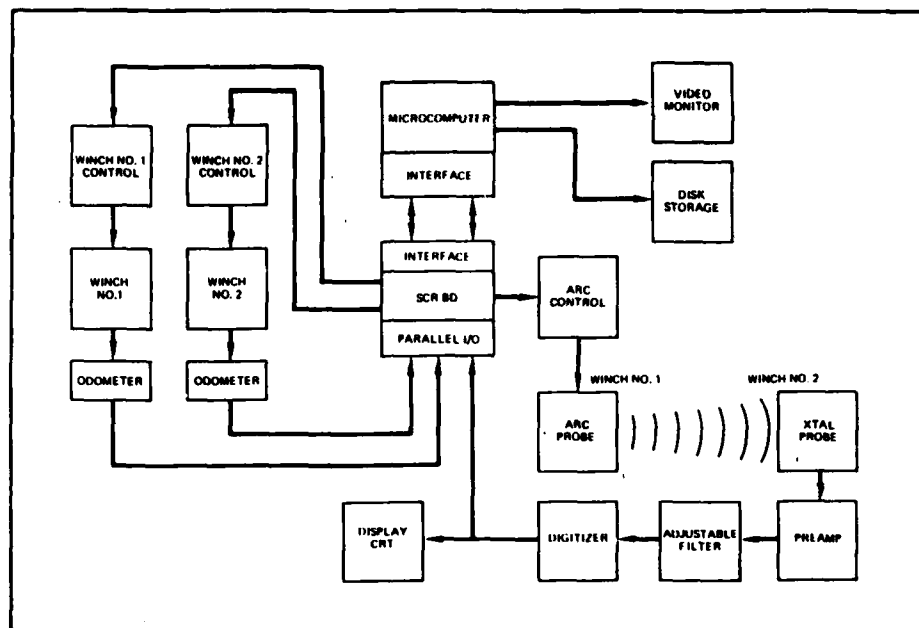 VIDEO
MONITOR
MICROCOMPUTER
WINCH NO. 1
CONTROL
WINCH NO. 2
CONTROL
INTERFACE
DISK
STORAGE
INTERFACE
WINCH
NO.1
WINCH
NO. 2
SCR BD
ARC
CONTROL
PARALLEL I/O
ODOMETER
ODOMETER
WINCH NO. 1
WINCH NO. 2
ARC
PROBE
XTAL
PROBE
DISPLAY
CRT
DIGITIZER
ADJUSTABLE
FILTER
PREAMP